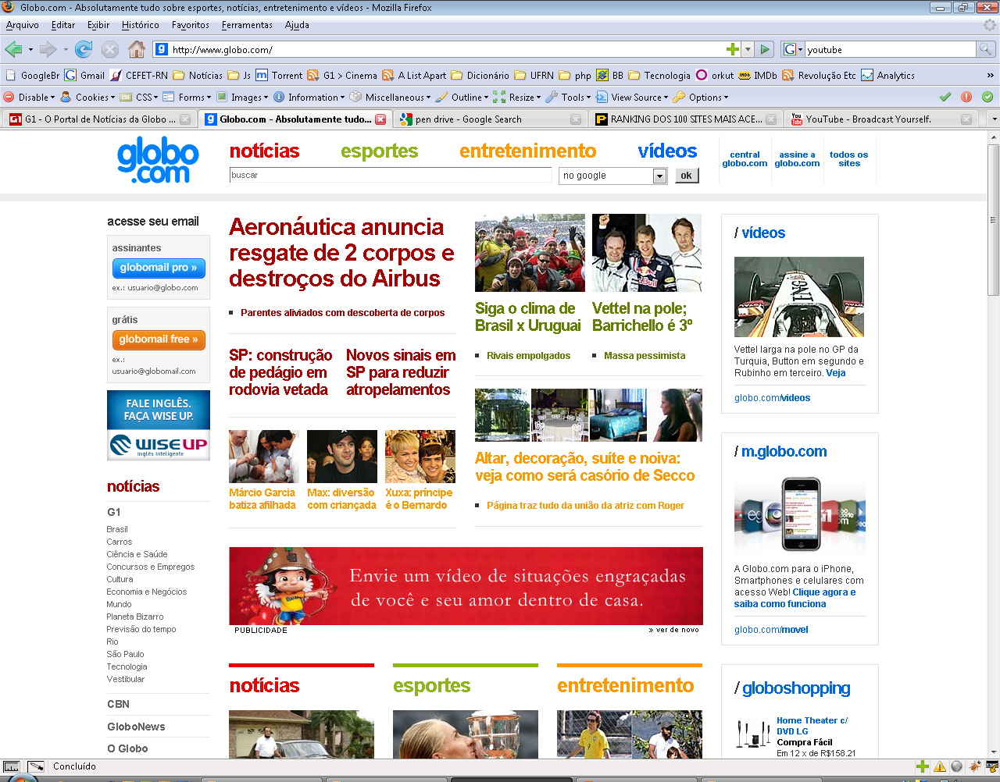 Globo.com - Absolutamente tudo sobre esportes, notícias, entretenimento e vídeos - Mozilla Firefox
Arquivo Editar Exibir Histórico Favoritos Ferramentas Ajuda
http://www.globo.com/
youtube
GoogleBr Gmail CEFET-RN Notícias Js Torrent G1 > Cinema A List Apart Dicionário UFRN php BB Tecnologia orkut IMDb Revolução Etc Analytics »
Disable Cookies CSS Forms Images Information Miscellaneous Outline Resize Tools View Source Options
G1 - O Portal de Notícias da Globo ... Globo.com - Absolutamente tudo... pen drive - Google Search RANKING DOS 100 SITES MAIS ACE... YouTube - Broadcast Yourself.
globo
.com
notícias esportes entretenimento vídeos
buscar no google ok
central
globo.com
assine a
globo.com
todos os
sites
acesse seu email
assinantes
globomail pro »
ex.: usuario@globo.com
grátis
globomail free »
ex.:
usuario@globomail.com
FALE INGLÊS.
FAÇA WISE UP.
WISE UP
Inglês Inteligente
notícias
G1
Brasil
Carros
Ciência e Saúde
Concursos e Empregos
Cultura
Economia e Negócios
Mundo
Planeta Bizarro
Previsão do tempo
Rio
São Paulo
Tecnologia
Vestibular
CBN
GloboNews
O Globo
Aeronáutica anuncia
resgate de 2 corpos e
destroços do Airbus
Parentes aliviados com descoberta de corpos
SP: construção
de pedágio em
rodovia vetada
Novos sinais em
SP para reduzir
atropelamentos
Márcio Garcia
batiza afilhada
Max: diversão
com criançada
Xuxa: príncipe
é o Bernardo
Siga o clima de
Brasil x Uruguai
Rivais empolgados
Vettel na pole;
Barrichello é 3º
Massa pessimista
Altar, decoração, suíte e noiva:
veja como será casório de Secco
Página traz tudo da união da atriz com Roger
Envie um vídeo de situações engraçadas
de você e seu amor dentro de casa.
PUBLICIDADE
» ver de novo
notícias
esportes
entretenimento
/ vídeos
Vettel larga na pole no GP da
Turquia, Button em segundo e
Rubinho em terceiro. Veja
globo.com/videos
/ m.globo.com
A Globo.com para o iPhone,
Smartphones e celulares com
acesso Web! Clique agora e
saiba como funciona
globo.com/movel
/ globoshopping
Home Theater c/
DVD LG
Compra Fácil
Em 12 x de R$158.21
Concluído